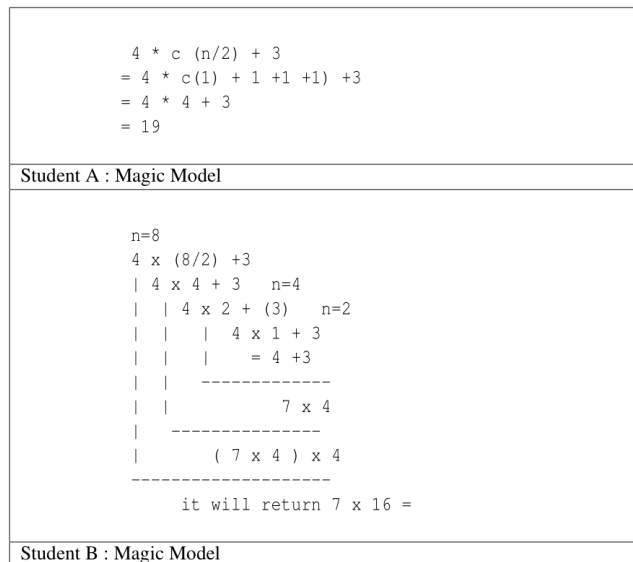 4 * c (n/2) + 3
= 4 * c(1) + 1 +1 +1) +3
= 4 * 4 + 3
= 19
Student A : Magic Model
n=8
4 x (8/2) +3
| 4 x 4 + 3 n=4
| | 4 x 2 + (3) n=2
| | | 4 x 1 + 3
| | | = 4 +3
| | -------------
| | 7 x 4
| ---------------
| ( 7 x 4 ) x 4
--------------------
it will return 7 x 16 =
Student B : Magic Model